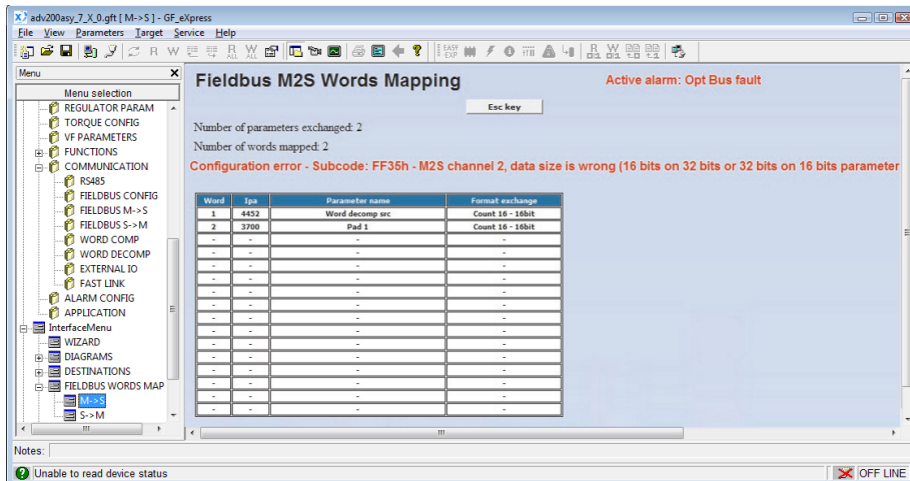 adv200asy_7_X_0.gft [ M->S ] - GF_eXpress
File View Parameters Target Service Help
Menu
Menu selection
REGULATOR PARAM
TORQUE CONFIG
VF PARAMETERS
FUNCTIONS
COMMUNICATION
RS485
FIELDBUS CONFIG
FIELDBUS M->S
FIELDBUS S->M
WORD COMP
WORD DECOMP
EXTERNAL IO
FAST LINK
ALARM CONFIG
APPLICATION
InterfaceMenu
WIZARD
DIAGRAMS
DESTINATIONS
FIELDBUS WORDS MAP
M->S
S->M
Fieldbus M2S Words Mapping
Active alarm: Opt Bus fault
Esc key
Number of parameters exchanged: 2
Number of words mapped: 2
Configuration error - Subcode: FF35h - M2S channel 2, data size is wrong (16 bits on 32 bits or 32 bits on 16 bits parameter
Word Ipa Parameter name Format exchange
1 4452 Word decomp src Count 16 - 16bit
2 3700 Pad 1 Count 16 - 16bit
- - - -
- - - -
- - - -
- - - -
- - - -
- - - -
- - - -
- - - -
- - - -
- - - -
- - - -
- - - -
- - - -
- - - -
Notes:
Unable to read device status
OFF LINE